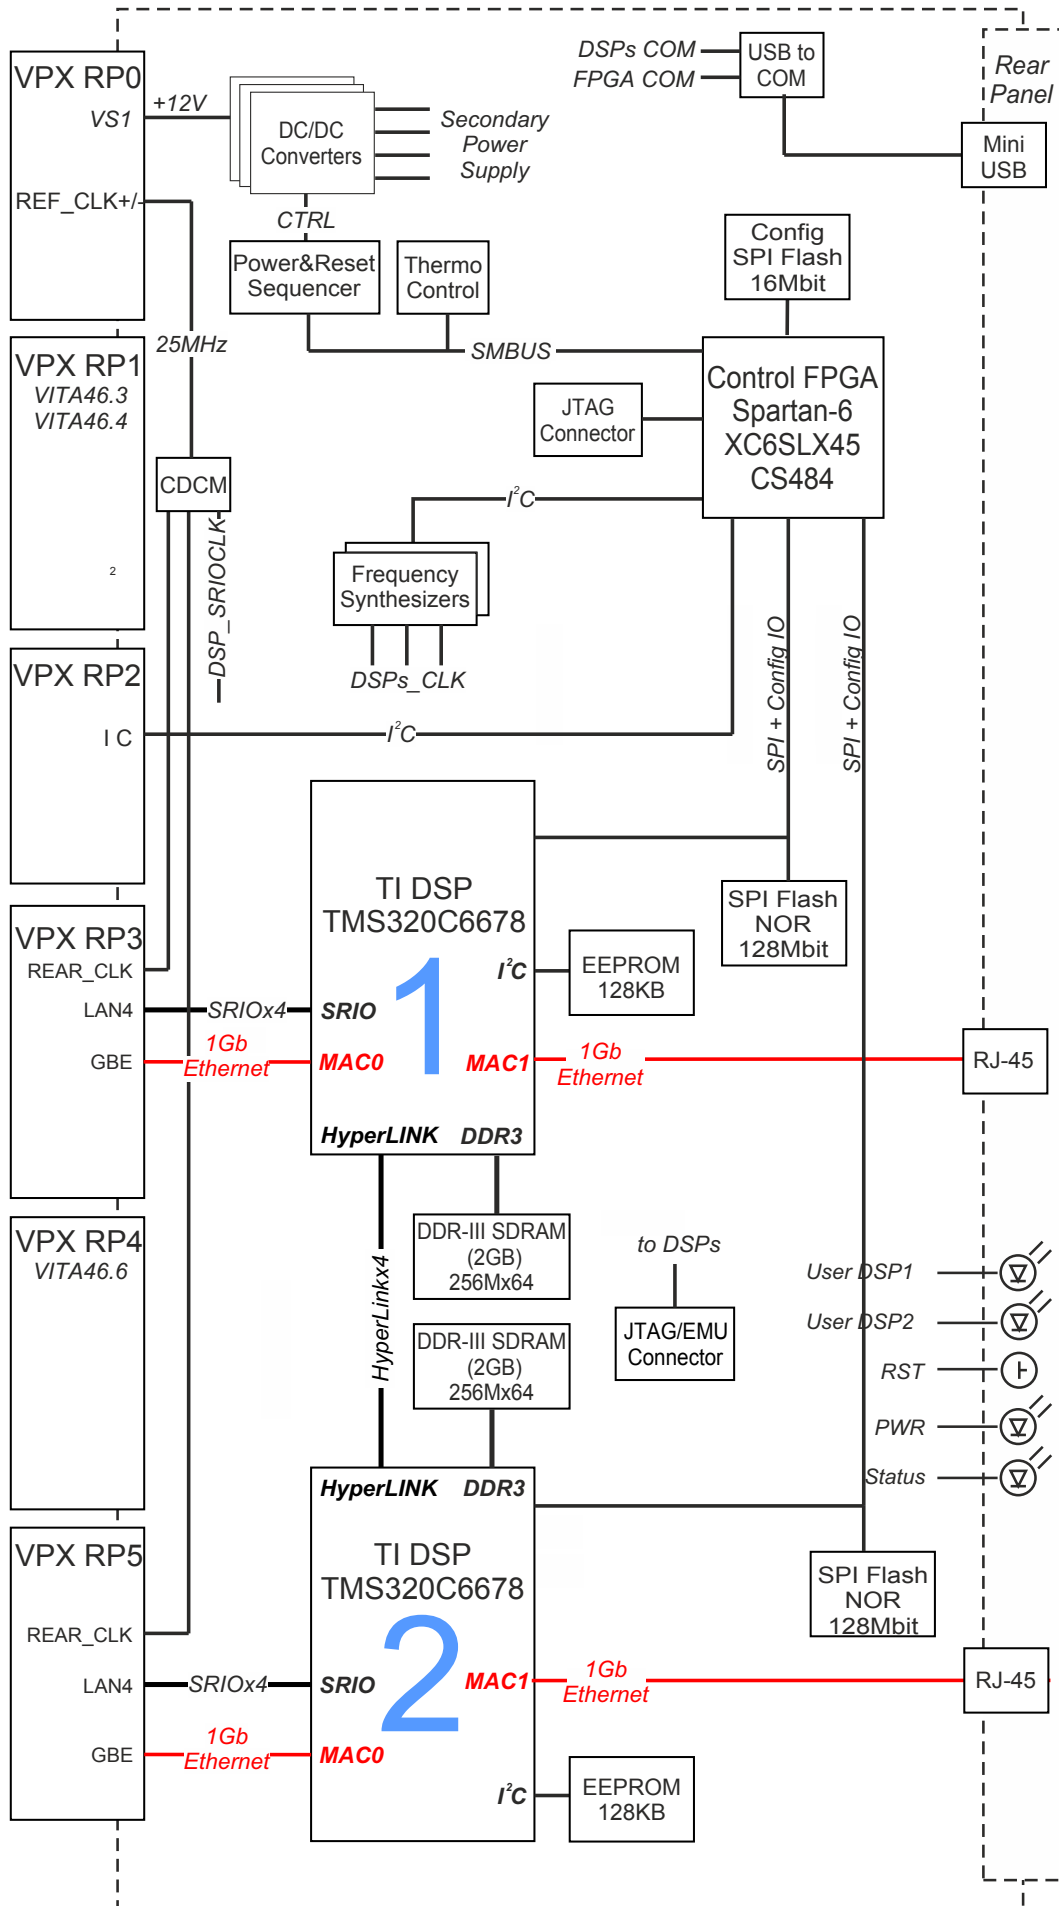 VPX RP0
VS1
+12V
REF_CLK+/-
DC/DC
Converters
Secondary
Power
Supply
DSPs COM
FPGA COM
USB to
COM
Rear
Panel
Mini
USB
CTRL
Power&Reset
Sequencer
Thermo
Control
Config
SPI Flash
16Mbit
25MHz
SMBUS
VPX RP1
VITA46.3
VITA46.4
2
JTAG
Connector
Control FPGA
Spartan-6
XC6SLX45
CS484
CDCM
DSP_SRIOCLK
I²C
Frequency
Synthesizers
DSPs_CLK
SPI + Config IO
SPI + Config IO
VPX RP2
I C
I²C
TI DSP
TMS320C6678
1
SPI Flash
NOR
128Mbit
VPX RP3
REAR_CLK
LAN4
GBE
SRIOx4
1Gb
Ethernet
SRIO
MAC0
I²C
EEPROM
128KB
MAC1
1Gb
Ethernet
RJ-45
HyperLINK
DDR3
VPX RP4
VITA46.6
HyperLinkx4
DDR-III SDRAM
(2GB)
256Mx64
DDR-III SDRAM
(2GB)
256Mx64
to DSPs
JTAG/EMU
Connector
User DSP1
User DSP2
RST
PWR
Status
HyperLINK
DDR3
VPX RP5
REAR_CLK
LAN4
GBE
SRIOx4
1Gb
Ethernet
TI DSP
TMS320C6678
2
SRIO
MAC0
MAC1
1Gb
Ethernet
RJ-45
SPI Flash
NOR
128Mbit
I²C
EEPROM
128KB